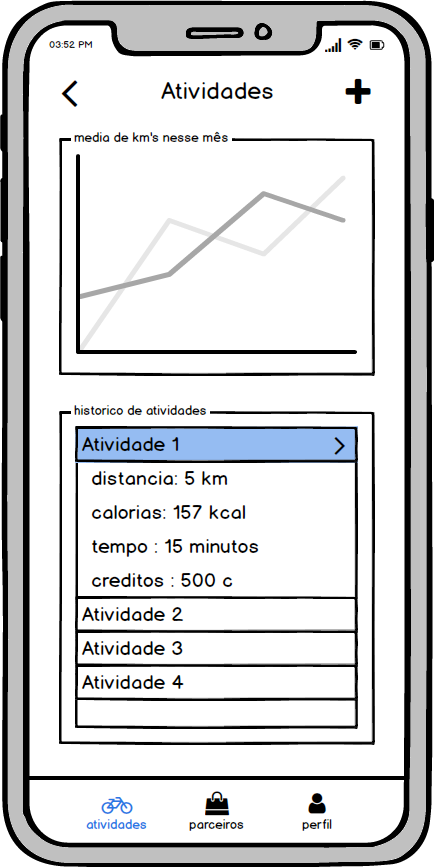 03:52 PM
Atividades
media de km's nesse mês
historico de atividades
Atividade 1
distancia: 5 km
calorias: 157 kcal
tempo : 15 minutos
creditos : 500 c
Atividade 2
Atividade 3
Atividade 4
atividades parceiros perfil